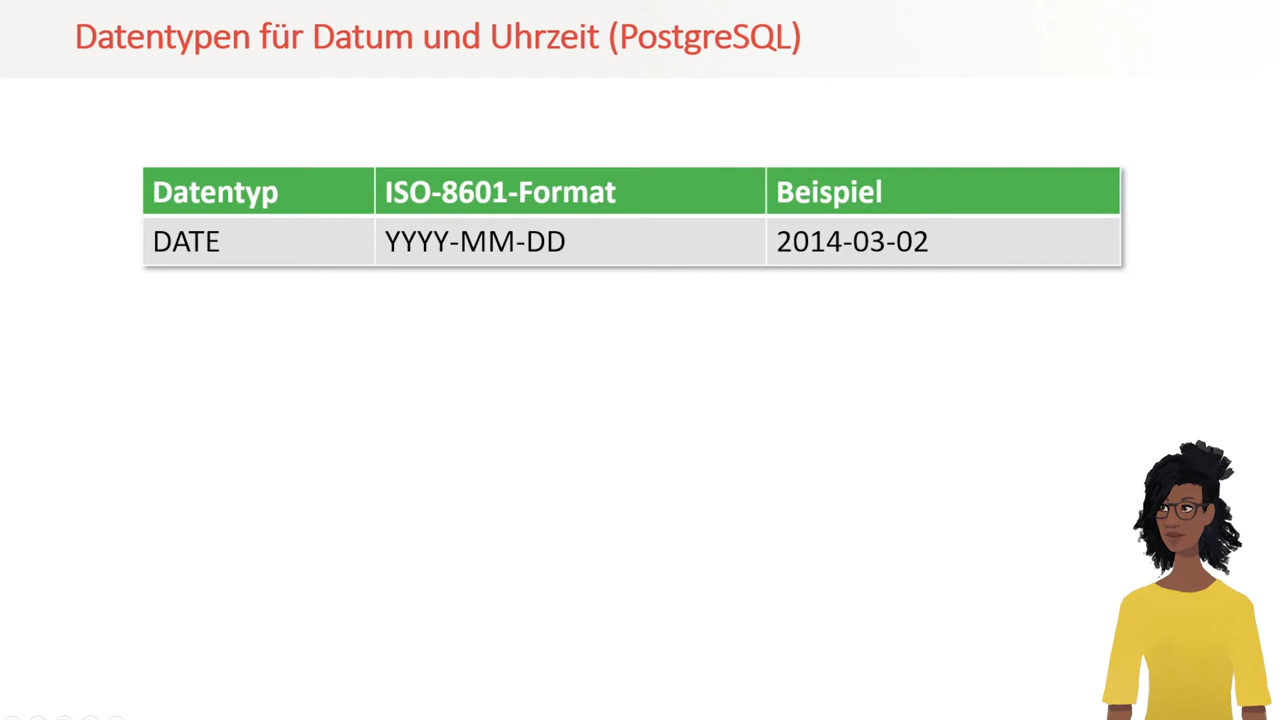 Datentypen für Datum und Uhrzeit (PostgreSQL)
Datentyp ISO-8601-Format Beispiel
DATE YYYY-MM-DD 2014-03-02